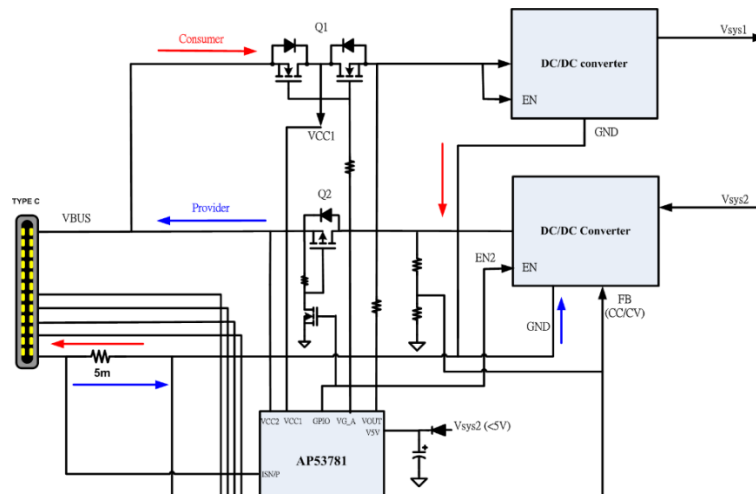 Consumer
Q1
DC/DC converter
Vsys1
EN
VCC1
GND
TYPE C
VBUS
Provider
Q2
DC/DC Converter
Vsys2
EN2
EN
FB
(CC/CV)
GND
5m
VCC2 VCC1 GPIO VG_A VOUT
V5V
Vsys2 (<5V)
AP53781
ISN/P